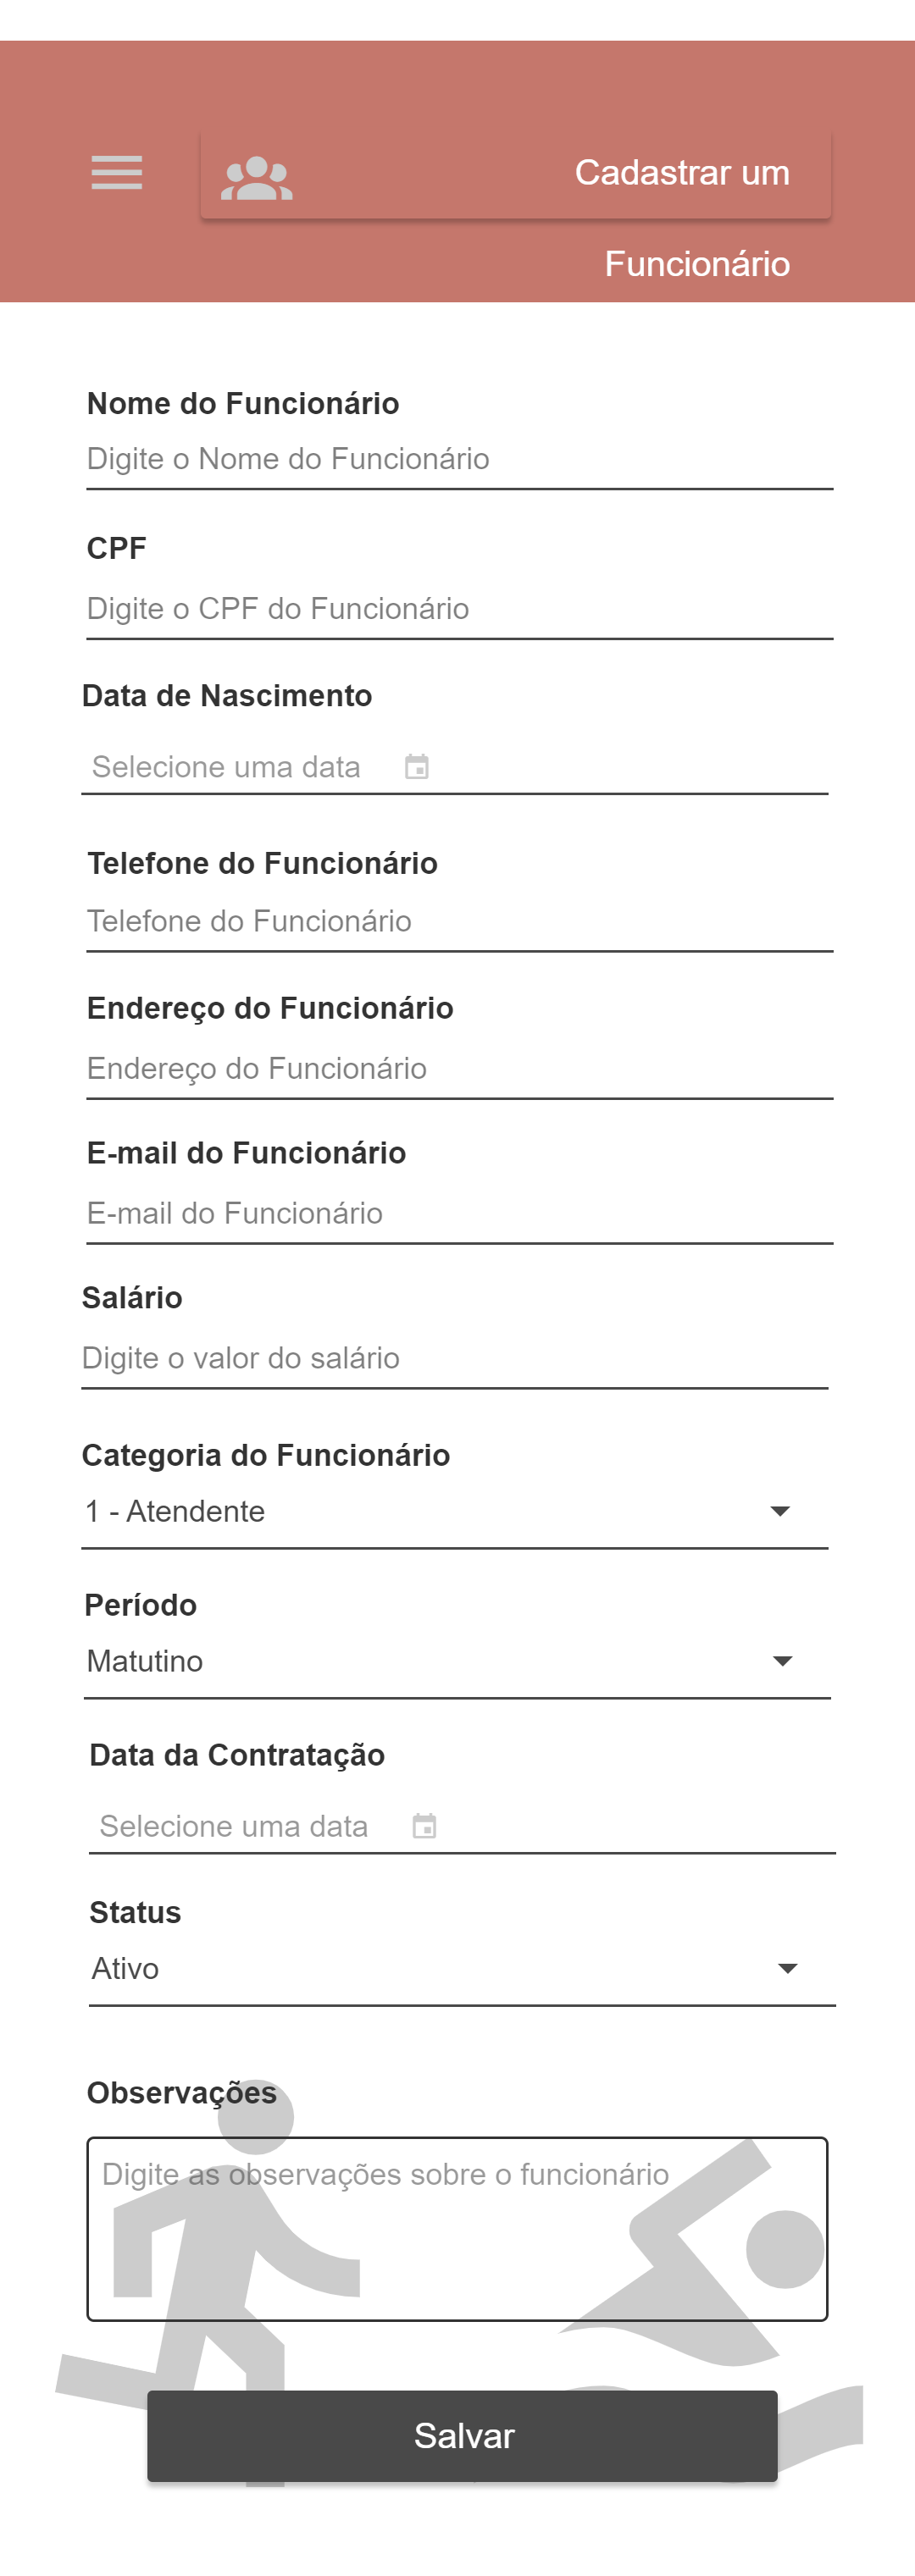 Cadastrar um
Funcionário
Nome do Funcionário
Digite o Nome do Funcionário
CPF
Digite o CPF do Funcionário
Data de Nascimento
Selecione uma data
Telefone do Funcionário
Telefone do Funcionário
Endereço do Funcionário
Endereço do Funcionário
E-mail do Funcionário
E-mail do Funcionário
Salário
Digite o valor do salário
Categoria do Funcionário
1 - Atendente
Período
Matutino
Data da Contratação
Selecione uma data
Status
Ativo
Observações
Digite as observações sobre o funcionário
Salvar